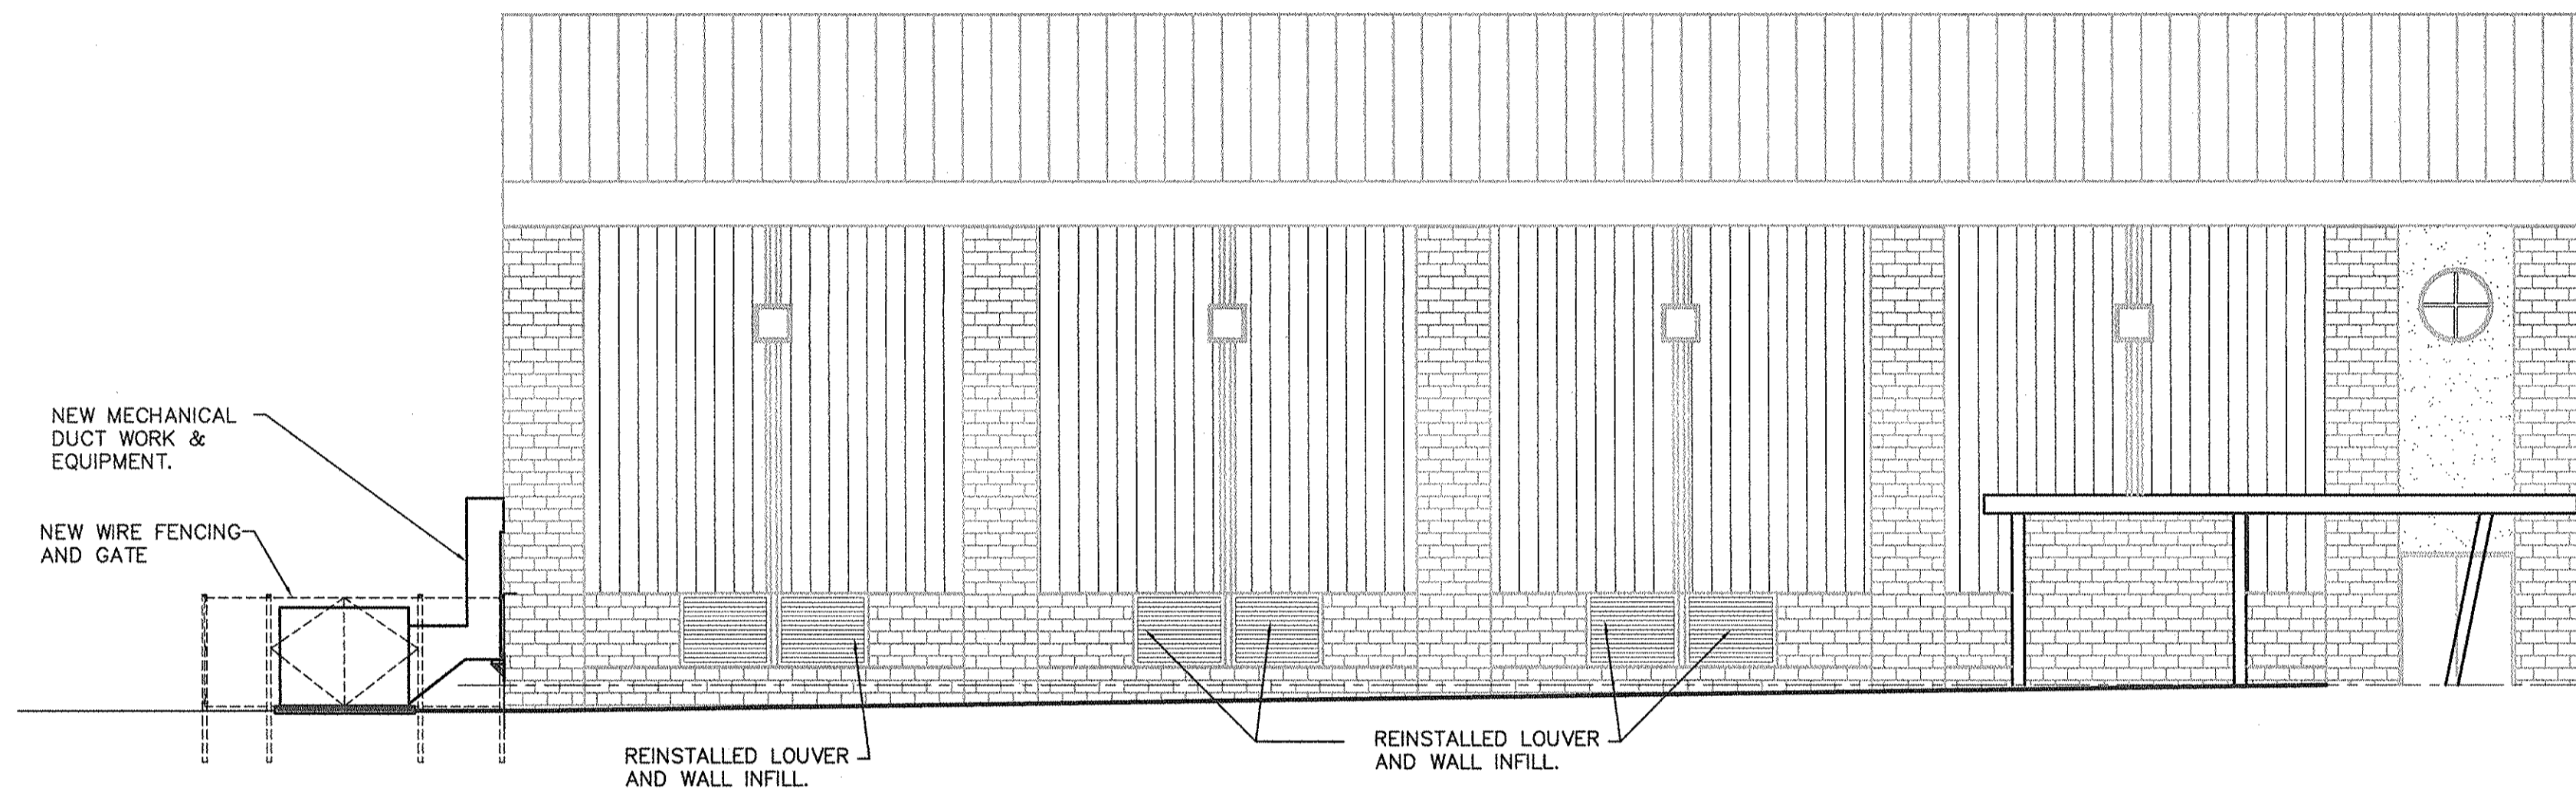 NEW MECHANICAL
DUCT WORK &
EQUIPMENT.
NEW WIRE FENCING
AND GATE
REINSTALLED LOUVER
AND WALL INFILL.
REINSTALLED LOUVER
AND WALL INFILL.